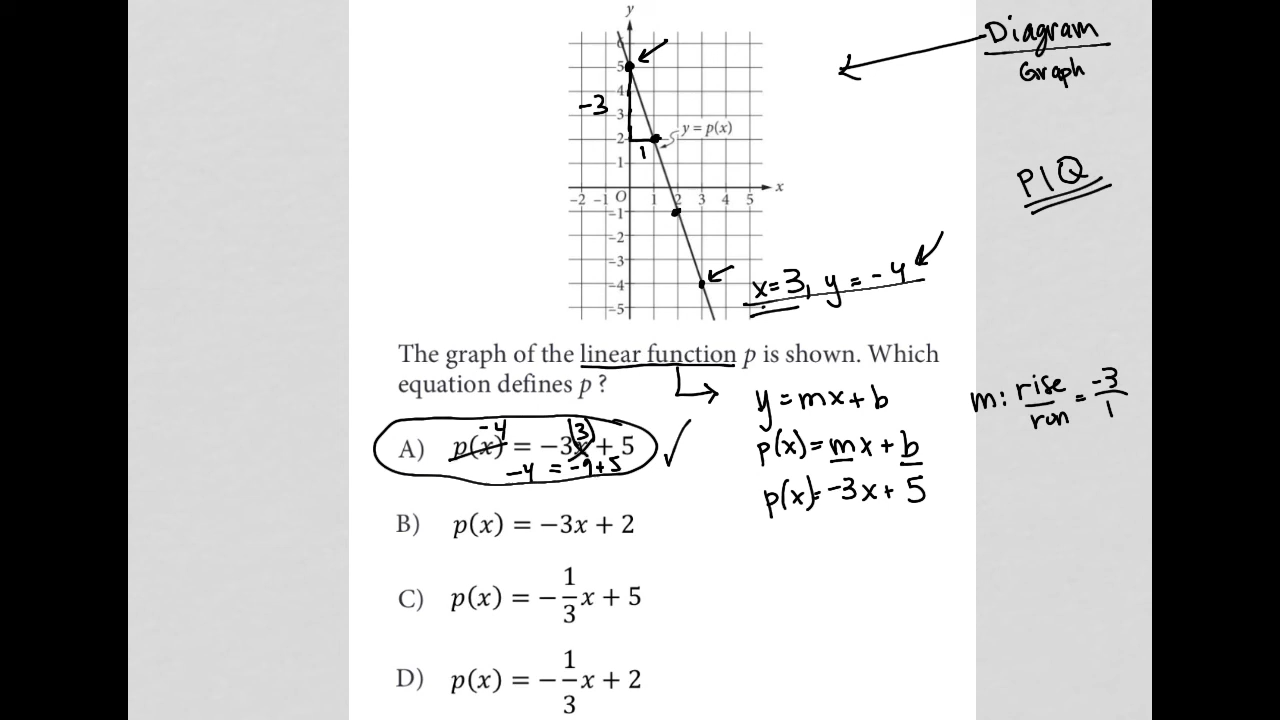 y
6
5
4
3
2
1
-3
1
y = p(x)
x
−2 −1 O 1 2 3 4 5
−1
−2
−3
−4
−5
Diagram
Graph
PIQ
x=3, y = -4
The graph of the linear function p is shown. Which
equation defines p ?
y = mx + b
p(x) = mx + b
p(x)= -3x + 5
m: rise/run = -3/1
A) p(x) = −3x + 5
-4 (3)
-4 = -9+5
B) p(x) = −3x + 2
C) p(x) = −1/3x + 5
D) p(x) = −1/3x + 2